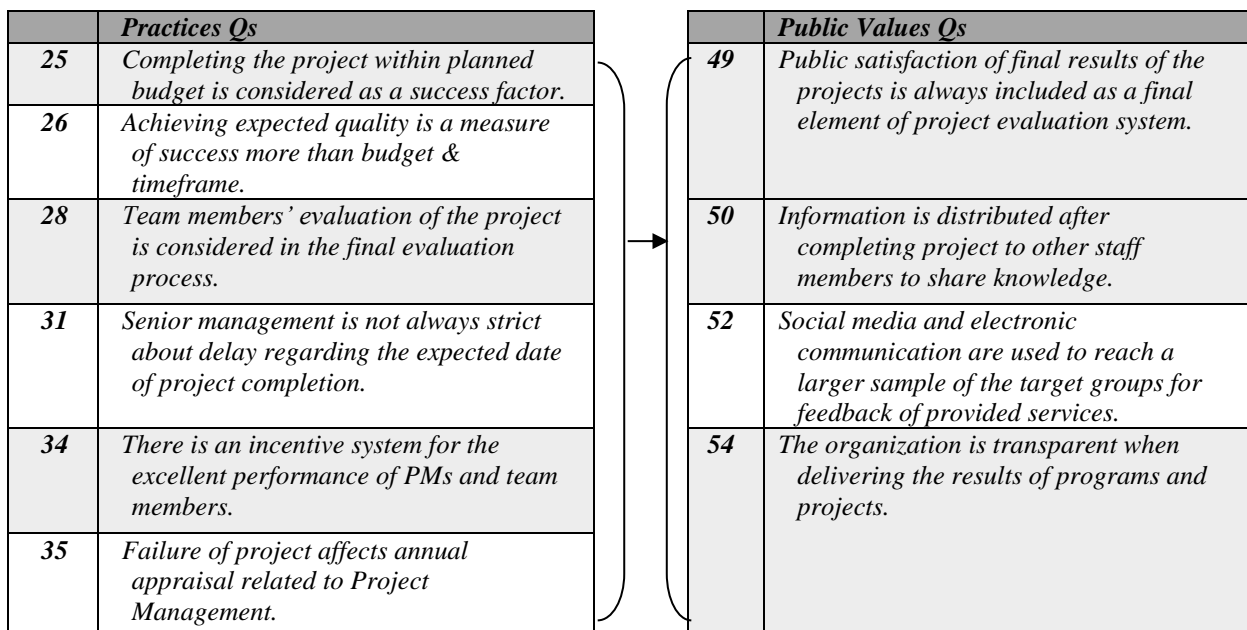 Practices Qs
25 Completing the project within planned
budget is considered as a success factor.
26 Achieving expected quality is a measure
of success more than budget &
timeframe.
28 Team members’ evaluation of the project
is considered in the final evaluation
process.
31 Senior management is not always strict
about delay regarding the expected date
of project completion.
34 There is an incentive system for the
excellent performance of PMs and team
members.
35 Failure of project affects annual
appraisal related to Project
Management.
Public Values Qs
49 Public satisfaction of final results of the
projects is always included as a final
element of project evaluation system.
50 Information is distributed after
completing project to other staff
members to share knowledge.
52 Social media and electronic
communication are used to reach a
larger sample of the target groups for
feedback of provided services.
54 The organization is transparent when
delivering the results of programs and
projects.